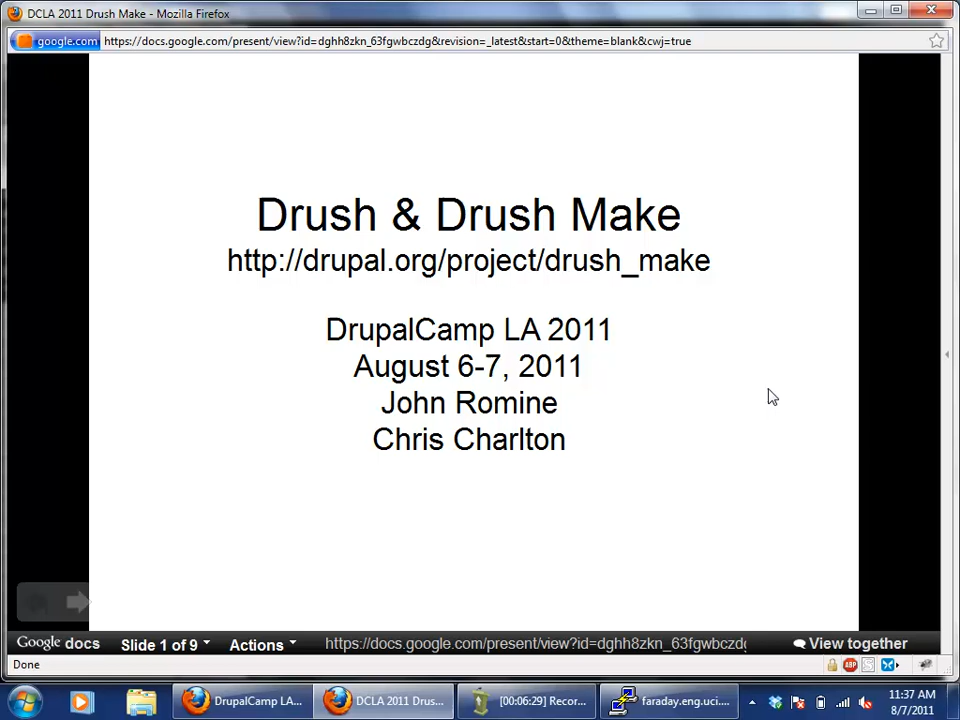 DCLA 2011 Drush Make - Mozilla Firefox
google.com https://docs.google.com/present/view?id=dghh8zkn_63fgwbczdg&revision=_latest&start=0&theme=blank&cwj=true
Drush & Drush Make
http://drupal.org/project/drush_make
DrupalCamp LA 2011
August 6-7, 2011
John Romine
Chris Charlton
Google docs Slide 1 of 9 Actions https://docs.google.com/present/view?id=dghh8zkn_63fgwbczdg View together
Done
ABP S
DrupalCamp LA... DCLA 2011 Drus... [00:06:29] Recor... faraday.eng.uci.... 11:37 AM
8/7/2011